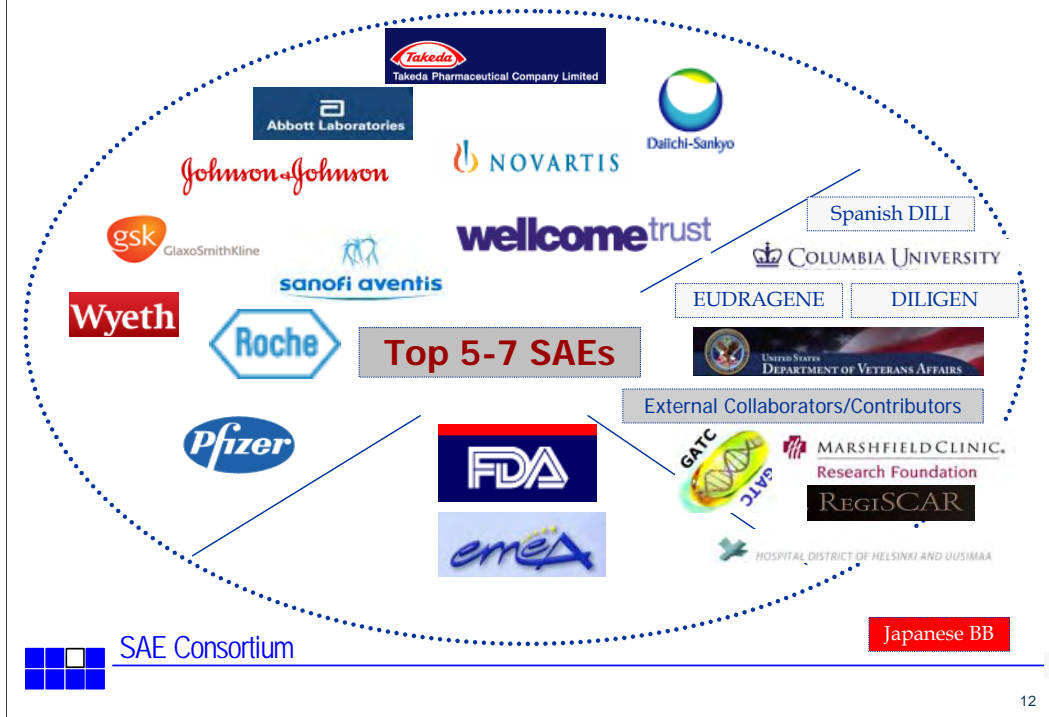 Takeda
Takeda Pharmaceutical Company Limited
Abbott Laboratories
Daiichi-Sankyo
Johnson & Johnson
NOVARTIS
Spanish DILI
gsk
GlaxoSmithKline
wellcometrust
COLUMBIA UNIVERSITY
sanofi aventis
EUDRAGENE
DILIGEN
Wyeth
Roche
Top 5-7 SAEs
UNITED STATES
DEPARTMENT OF VETERANS AFFAIRS
External Collaborators/Contributors
Pfizer
FDA
GATC
GATC
MARSHFIELD CLINIC®
Research Foundation
REGISCAR
emeA
HOSPITAL DISTRICT OF HELSINKI AND UUSIMAA
Japanese BB
SAE Consortium
12